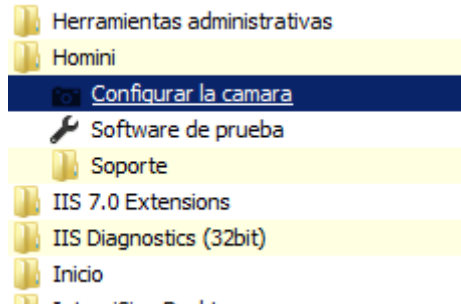 Herramientas administrativas
Homini
Configurar la camara
Software de prueba
Soporte
IIS 7.0 Extensions
IIS Diagnostics (32bit)
Inicio